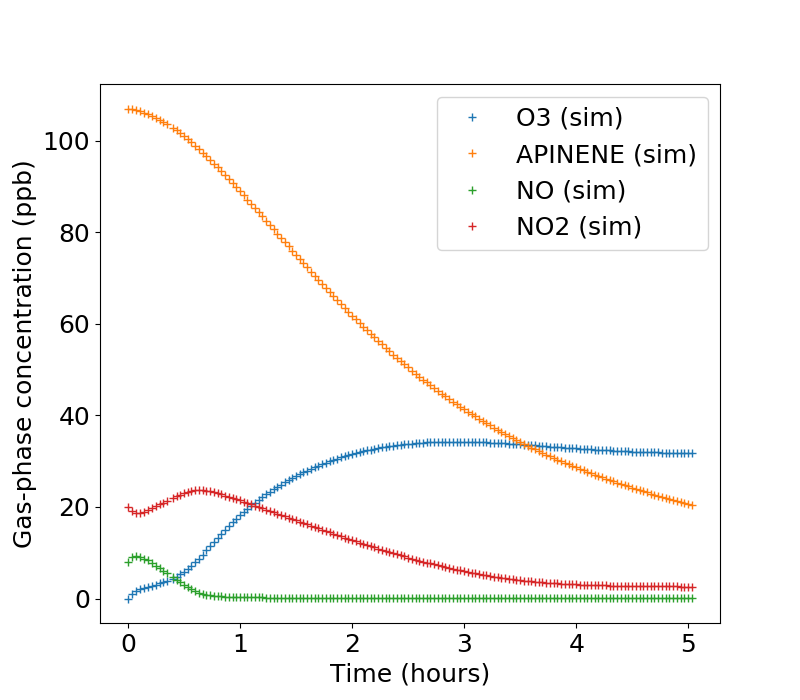 O3 (sim)
APINENE (sim)
NO (sim)
NO2 (sim)
Gas-phase concentration (ppb)
100
80
60
40
20
0
0 1 2 3 4 5
Time (hours)